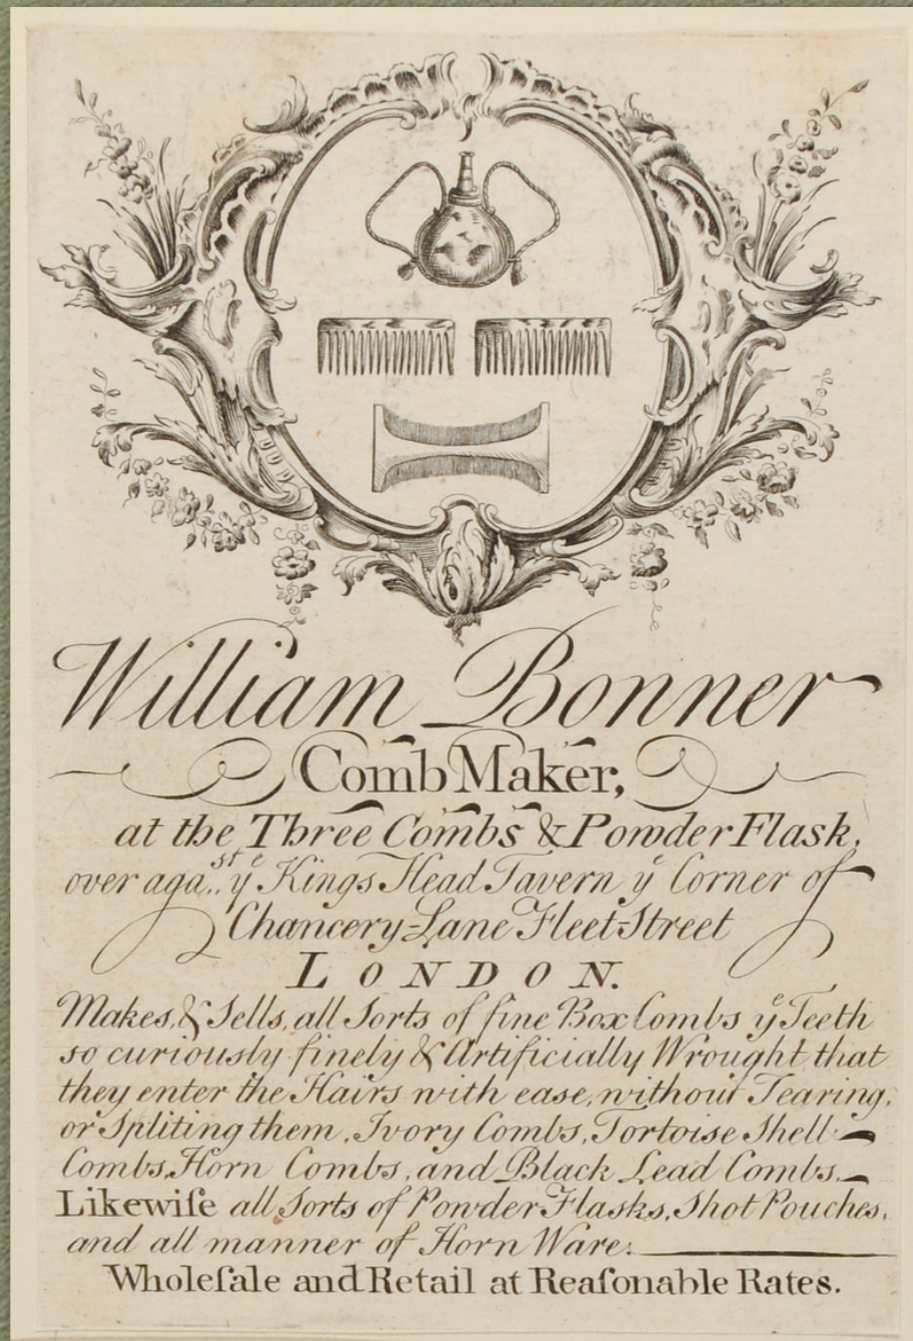 William Bonner
Comb Maker,
at the Three Combs & Powder Flask,
over aga.st ye Kings Head Tavern ye Corner of
Chancery-Lane Fleet-Street
LONDON.
Makes, & Sells, all Sorts of fine Box Combs ye Teeth
so curiously finely & Artificially Wrought that
they enter the Hairs with ease, without Tearing,
or Spliting them, Ivory Combs, Tortoise Shell
Combs, Horn Combs, and Black Lead Combs.
Likewiſe all Sorts of Powder Flasks, Shot Pouches,
and all manner of Horn Ware:
Wholeſale and Retail at Reaſonable Rates.